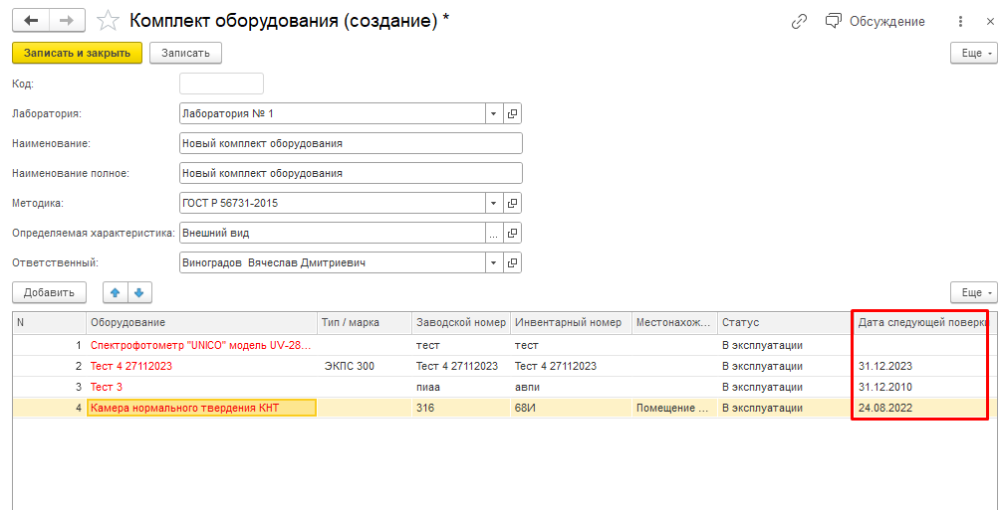 Комплект оборудования (создание) *
Обсуждение
Записать и закрыть
Записать
Еще
Код:
Лаборатория: Лаборатория № 1
Наименование: Новый комплект оборудования
Наименование полное: Новый комплект оборудования
Методика: ГОСТ Р 56731-2015
Определяемая характеристика: Внешний вид ...
Ответственный: Виноградов Вячеслав Дмитриевич
Добавить
Еще
N Оборудование Тип / марка Заводской номер Инвентарный номер Местонахож... Статус Дата следующей поверки
1 Спектрофотометр "UNICO" модель UV-28... тест тест В эксплуатации
2 Тест 4 27112023 ЭКПС 300 Тест 4 27112023 Тест 4 27112023 В эксплуатации 31.12.2023
3 Тест 3 пиаа авпи В эксплуатации 31.12.2010
4 Камера нормального твердения КНТ 316 68И Помещение ... В эксплуатации 24.08.2022